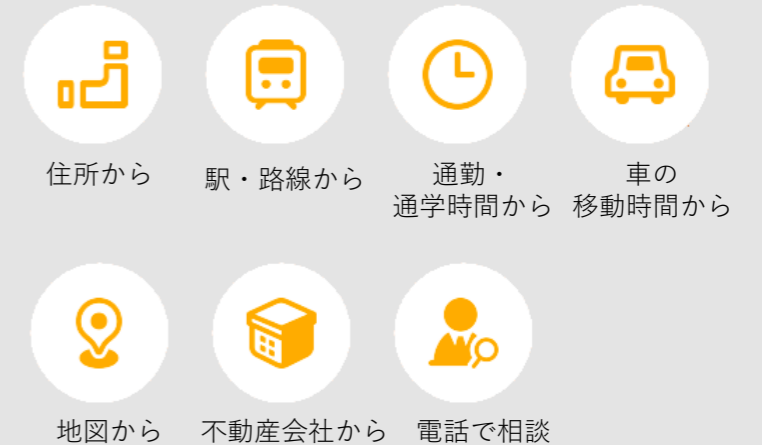 住所から
駅・路線から
通勤・
通学時間から
車の
移動時間から
地図から
不動産会社から
電話で相談